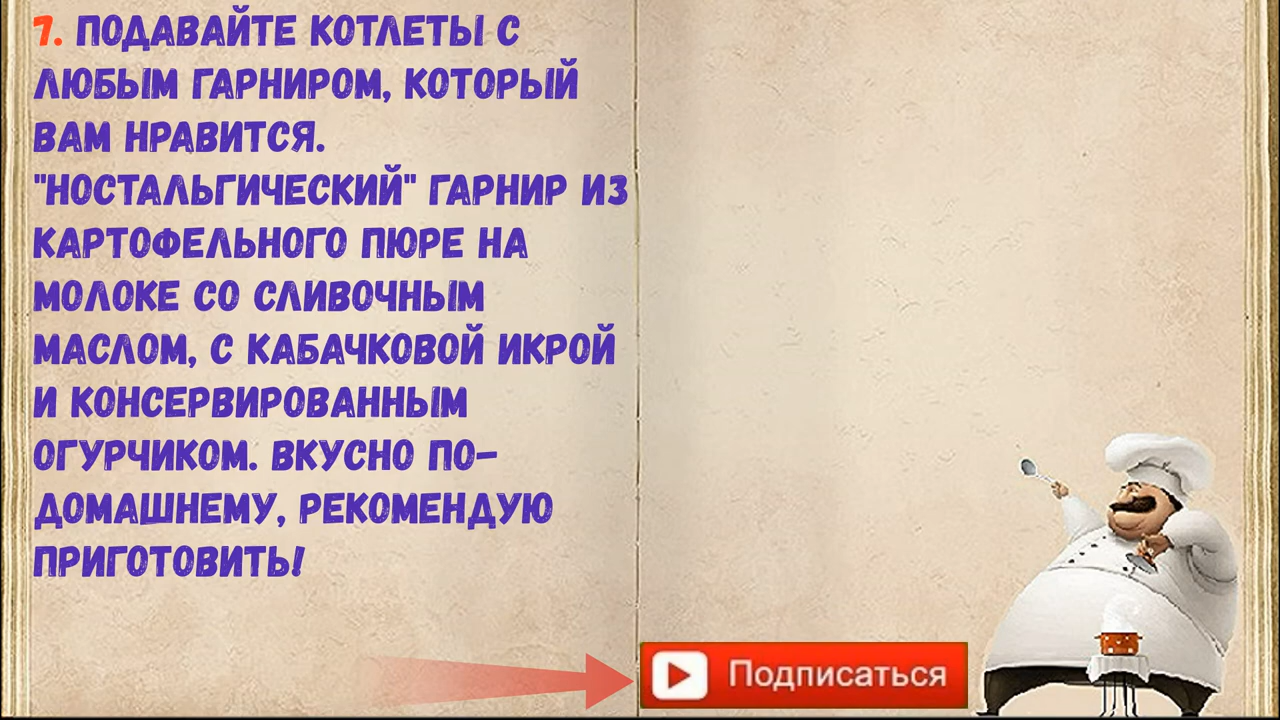 7. ПОДАВАЙТЕ КОТЛЕТЫ С
ЛЮБЫМ ГАРНИРОМ, КОТОРЫЙ
ВАМ НРАВИТСЯ.
"НОСТАЛЬГИЧЕСКИЙ" ГАРНИР ИЗ
КАРТОФЕЛЬНОГО ПЮРЕ НА
МОЛОКЕ СО СЛИВОЧНЫМ
МАСЛОМ, С КАБАЧКОВОЙ ИКРОЙ
И КОНСЕРВИРОВАННЫМ
ОГУРЧИКОМ. ВКУСНО ПО-
ДОМАШНЕМУ, РЕКОМЕНДУЮ
ПРИГОТОВИТЬ!
Подписаться